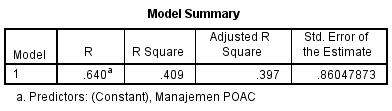 Model Summary
Model R R Square Adjusted R Square Std. Error of the Estimate
1 .640a .409 .397 .86047873
a. Predictors: (Constant), Manajemen POAC